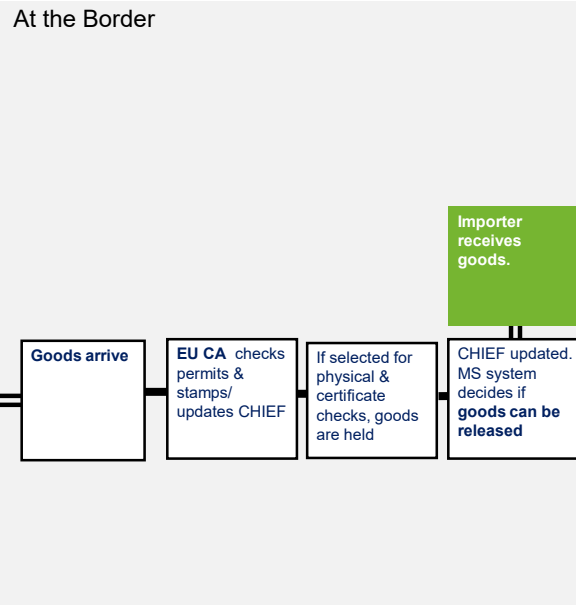 At the Border
Importer
receives
goods.
Goods arrive
EU CA checks
permits &
stamps/
updates CHIEF
If selected for
physical &
certificate
checks, goods
are held
CHIEF updated.
MS system
decides if
goods can be
released